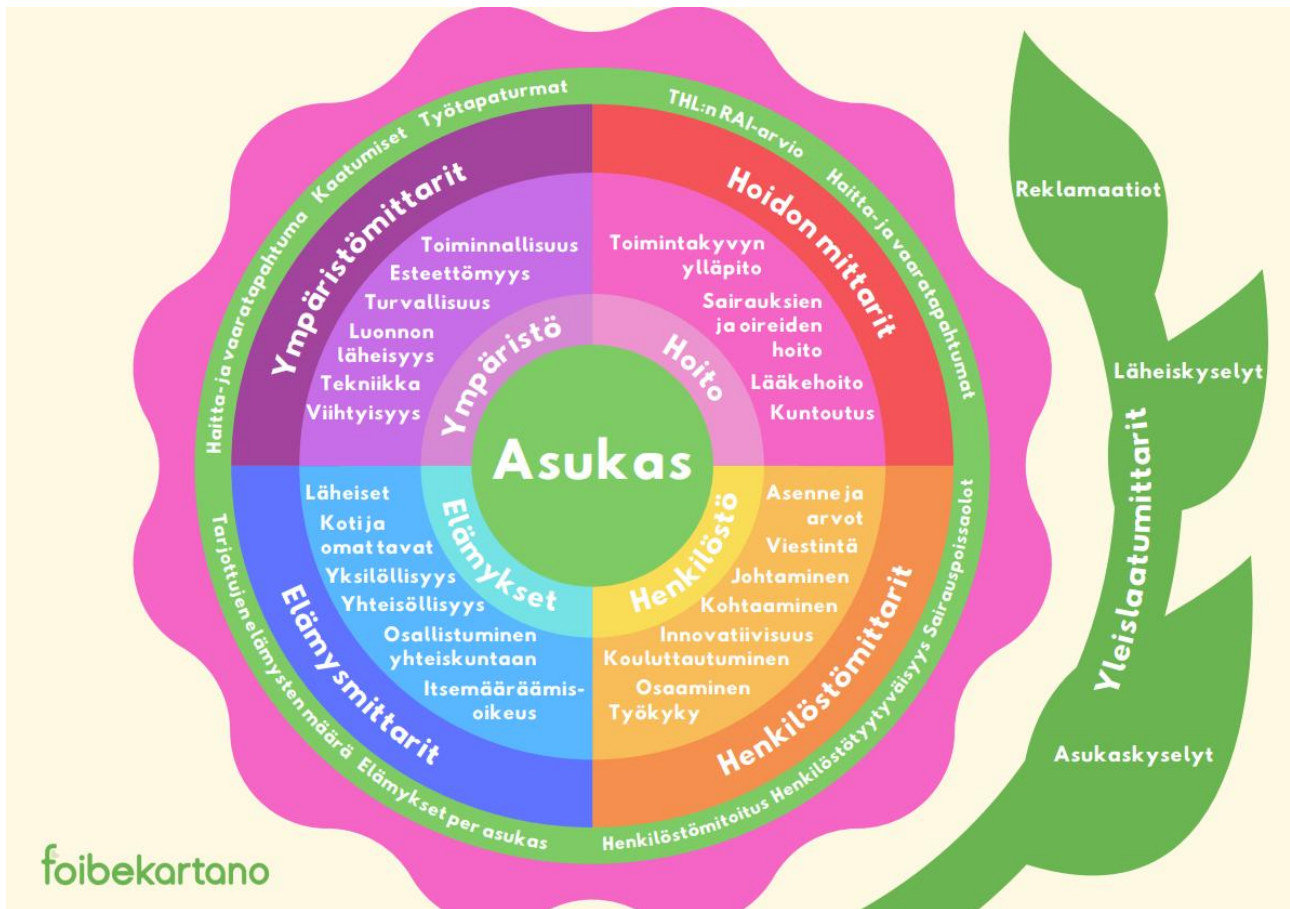 Työtapaturmat
Kaatumiset
Haitta- ja vaaratapahtuma
Ympäristömittarit
Toiminnallisuus
Esteettömyys
Turvallisuus
Luonnon
läheisyys
Tekniikka
Viihtyisyys
Ympäristö
THL:n RAI-arvio
Haitta- ja vaaratapahtumat
Hoidon mittarit
Toimintakyvyn
ylläpito
Sairauksien
ja oireiden
hoito
Lääkehoito
Kuntoutus
Hoito
Asukas
Elämykset
Läheiset
Koti ja
omat tavat
Yksilöllisyys
Yhteisöllisyys
Osallistuminen
yhteiskuntaan
Itsemääräämis-
oikeus
Elämysmittarit
Tarjottujen elämysten määrä
Elämykset per asukas
Henkilöstö
Asenne ja
arvot
Viestintä
Johtaminen
Kohtaaminen
Innovatiivisuus
Kouluttautuminen
Osaaminen
Työkyky
Henkilöstömittarit
Henkilöstömitoitus
Henkilöstötyytyväisyys
Sairauspoissaolot
Reklamaatiot
Läheiskyselyt
Yleislaatumittarit
Asukaskyselyt
foibekartano